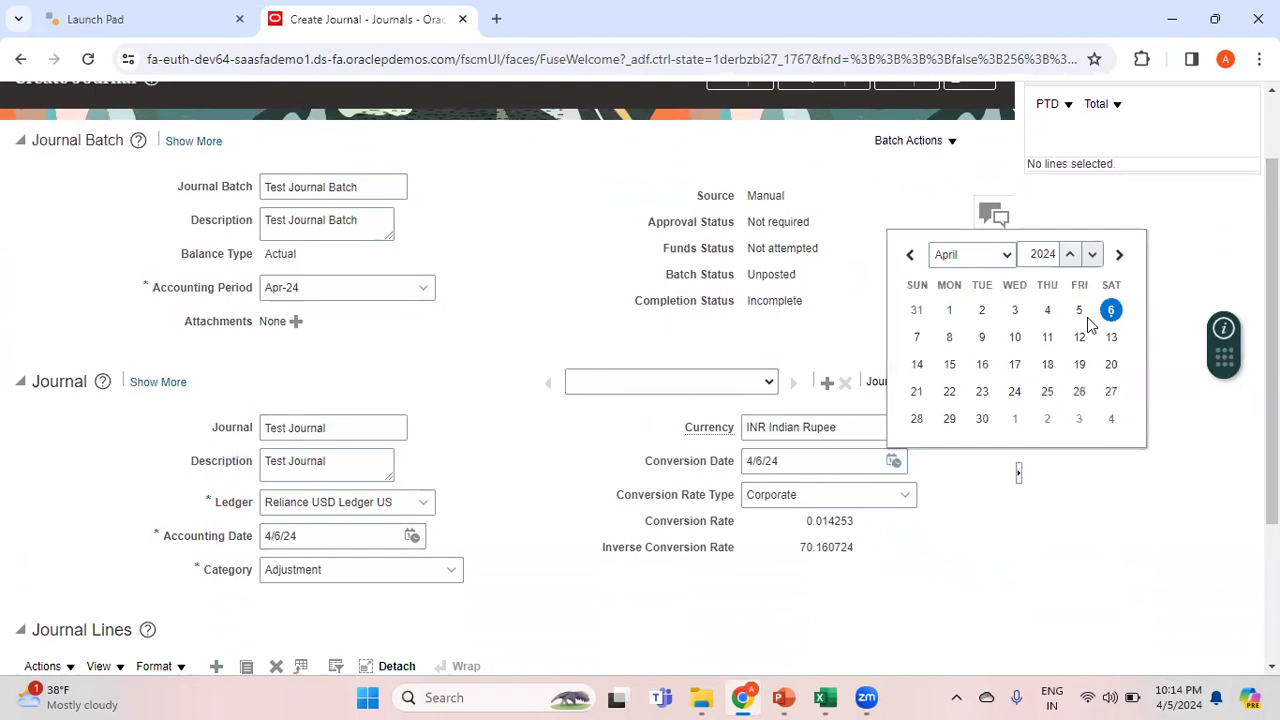 Launch Pad
Create Journal - Journals - Orac
fa-euth-dev64-saasfademo1.ds-fa.oraclepdemos.com/fscmUI/faces/FuseWelcome?_adf.ctrl-state=1derbzbi27_1767&fnd=%3B%3B%3B%3Bfalse%3B256%3B%3...
A
Create Journal
PTD Total
No lines selected.
Journal Batch Show More
Batch Actions
Journal Batch Test Journal Batch
Description Test Journal Batch
Balance Type Actual
* Accounting Period Apr-24
Attachments None
Source Manual
Approval Status Not required
Funds Status Not attempted
Batch Status Unposted
Completion Status Incomplete
April 2024
SUN MON TUE WED THU FRI SAT
31 1 2 3 4 5 6
7 8 9 10 11 12 13
14 15 16 17 18 19 20
21 22 23 24 25 26 27
28 29 30 1 2 3 4
Journal Show More
Jou
Journal Test Journal
Description Test Journal
* Ledger Reliance USD Ledger US
* Accounting Date 4/6/24
* Category Adjustment
Currency INR Indian Rupee
Conversion Date 4/6/24
Conversion Rate Type Corporate
Conversion Rate 0.014253
Inverse Conversion Rate 70.160724
Journal Lines
Actions View Format Detach Wrap
1
38°F
Mostly cloudy
Search
ENG
IN
10:14 PM
4/5/2024
PRE